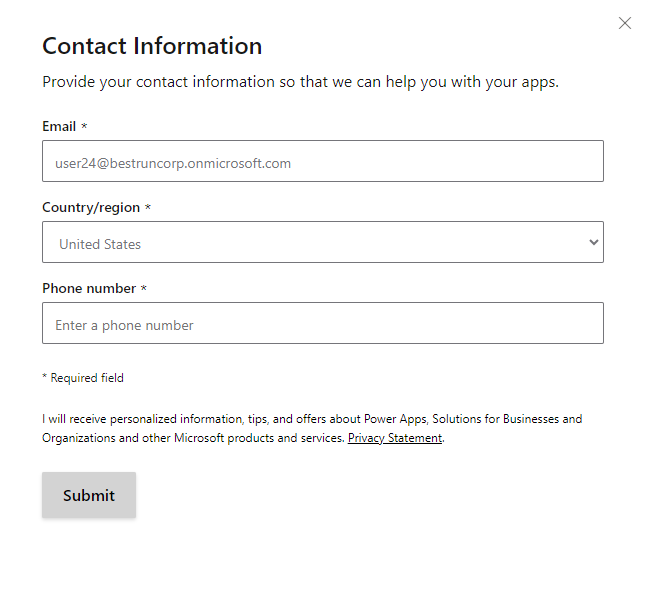 Contact Information
Provide your contact information so that we can help you with your apps.
Email *
user24@bestruncorp.onmicrosoft.com
Country/region *
United States
Phone number *
Enter a phone number
* Required field
I will receive personalized information, tips, and offers about Power Apps, Solutions for Businesses and
Organizations and other Microsoft products and services. Privacy Statement.
Submit